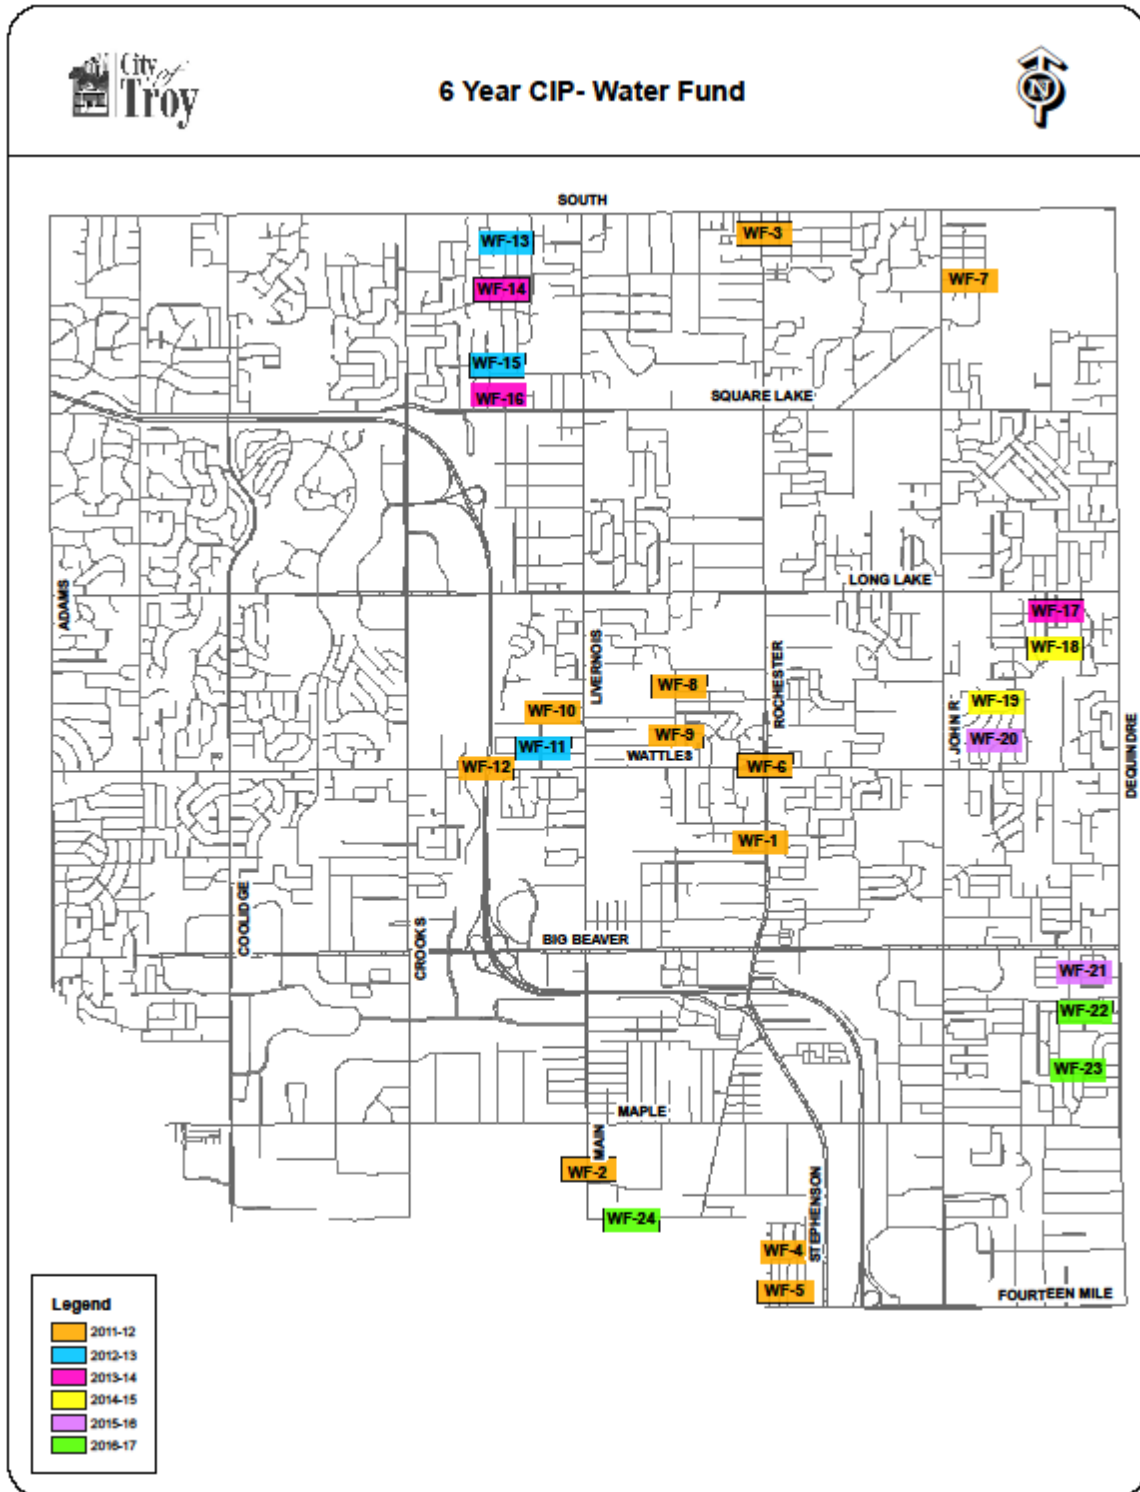 City of
Troy
6 Year CIP- Water Fund
N
SOUTH
WF-3
WF-13
WF-7
WF-14
WF-15
SQUARE LAKE
WF-16
LONG LAKE
ADAMS
WF-17
LIVERNOIS
ROCHESTER
WF-18
WF-8
WF-19
WF-10
JOHN R
WF-9
WF-20
WF-11
WATTLES
DEQUINDRE
WF-12
WF-6
WF-1
COOLIDGE
CROOKS
BIG BEAVER
WF-21
WF-22
WF-23
MAPLE
MAIN
WF-2
STEPHENSON
WF-24
WF-4
WF-5
FOURTEEN MILE
Legend
2011-12
2012-13
2013-14
2014-15
2015-16
2016-17